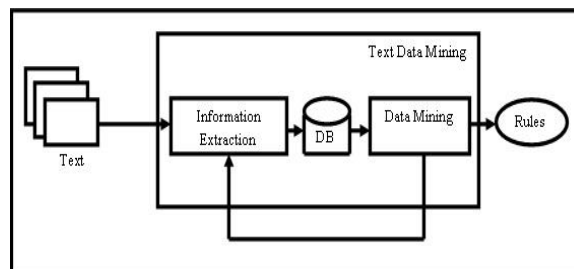 Text Data Mining
Information
Extraction
DB
Data Mining
Rules
Text